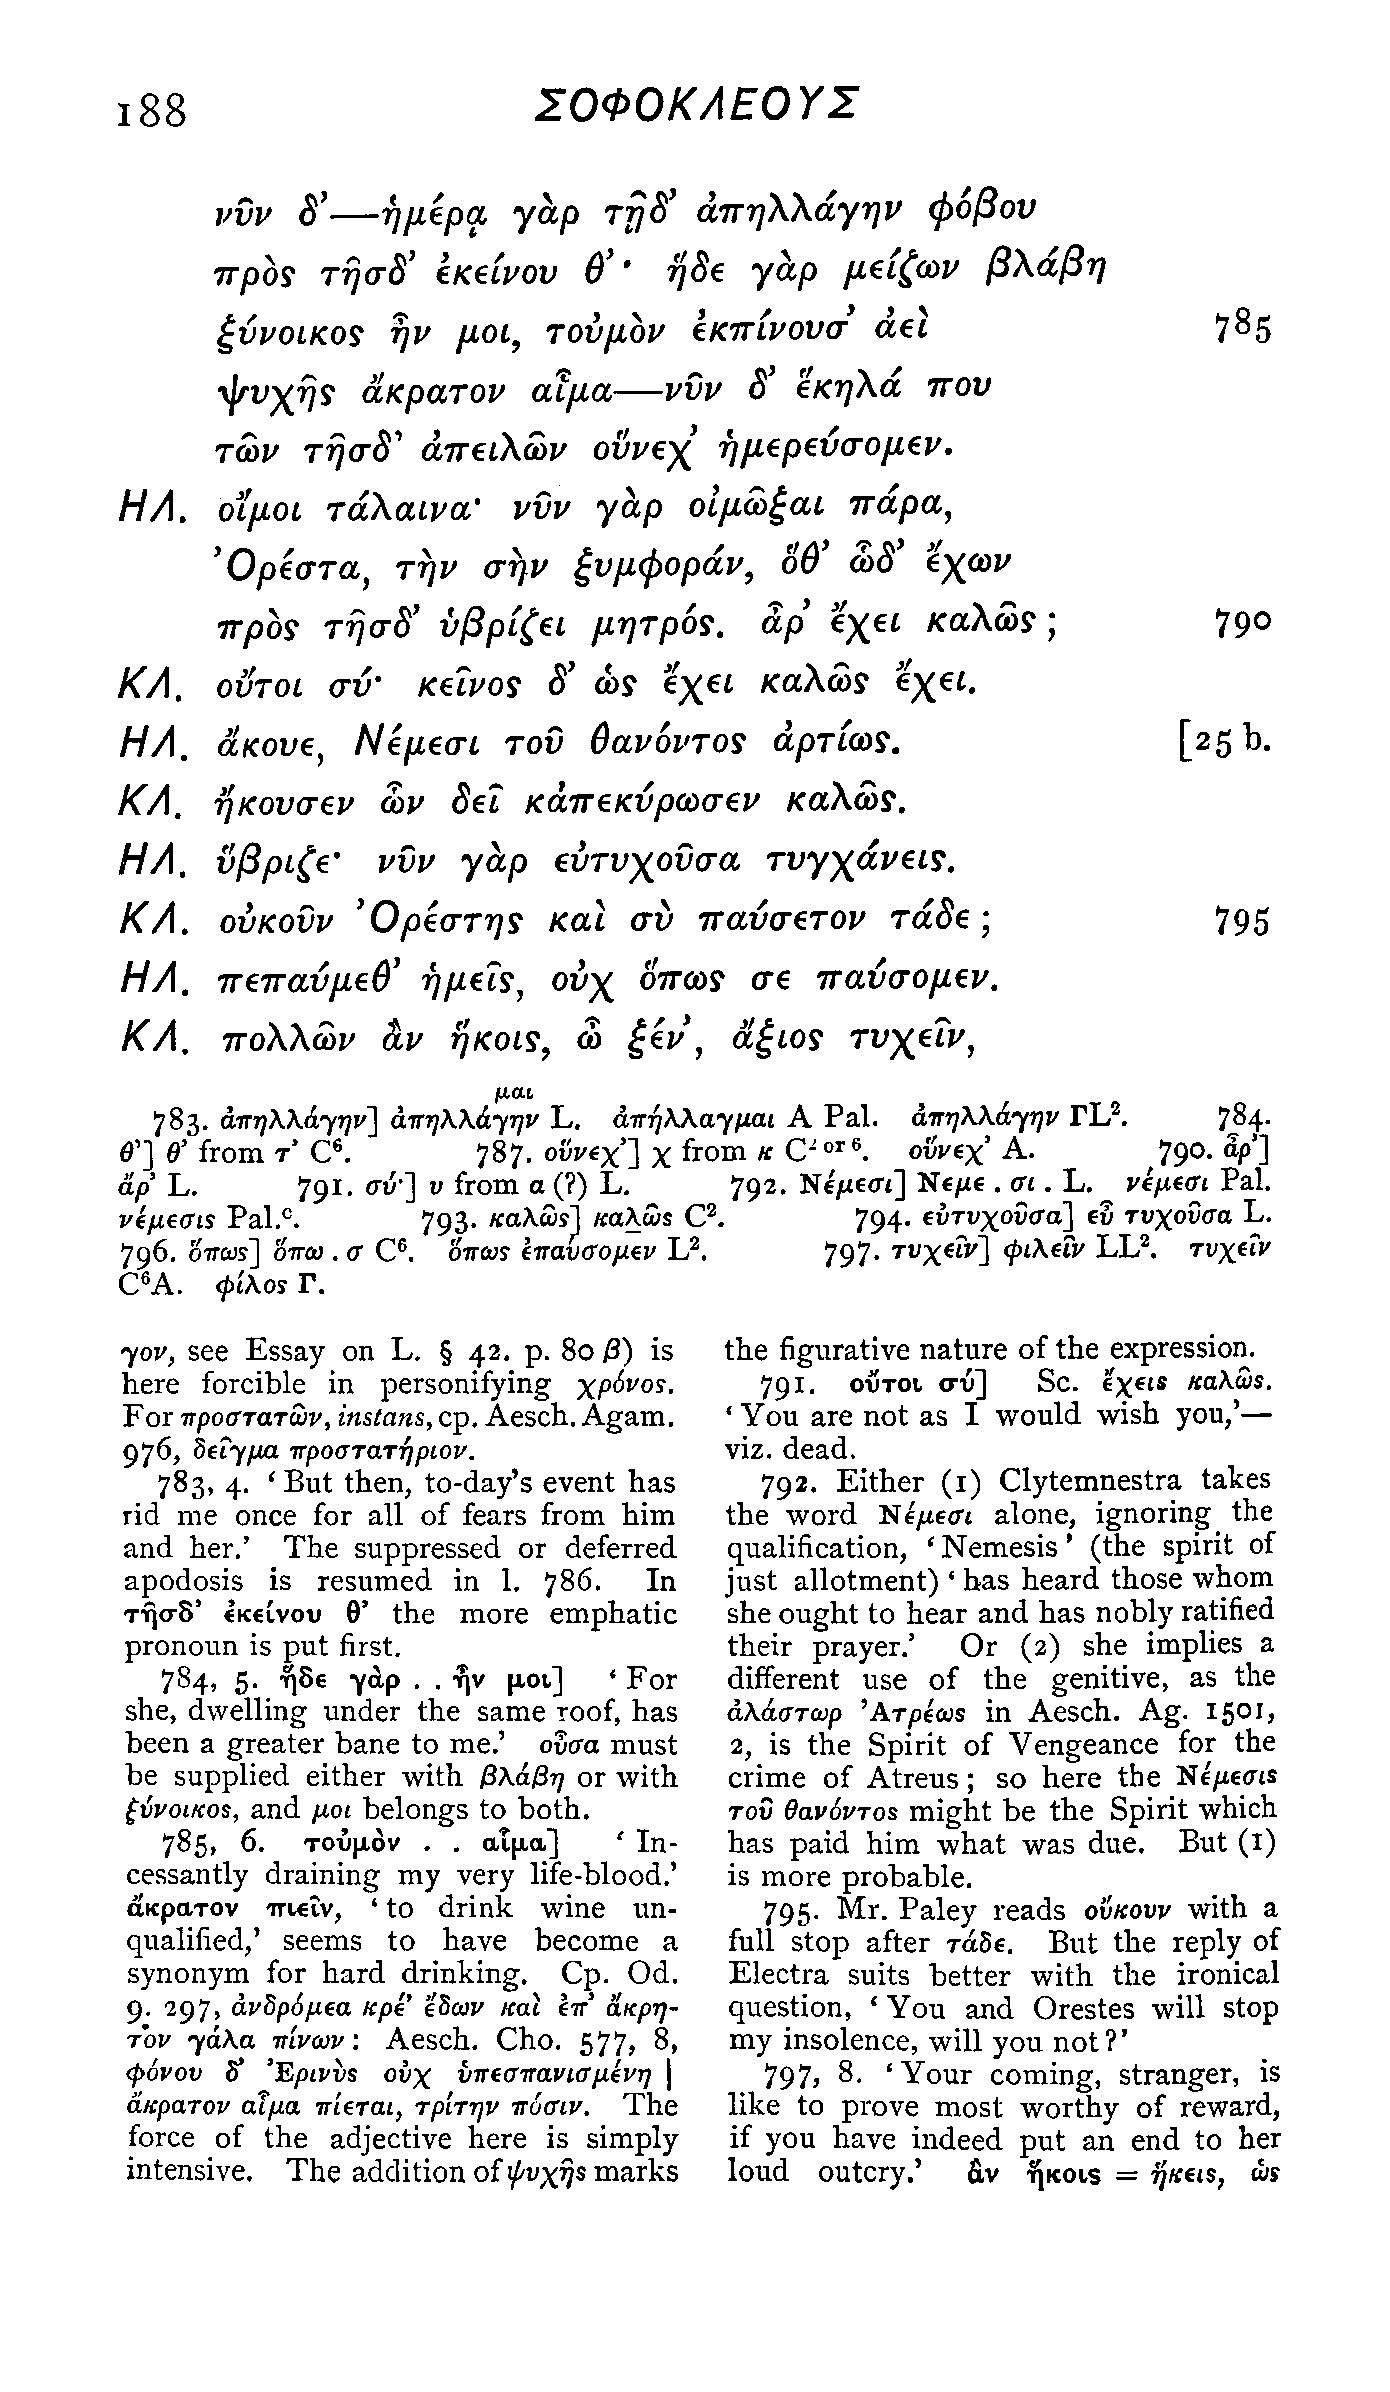 188
ΣΟΦΟΚΛΕΟΥΣ
νῦν δ’—ἡμέρᾳ γὰρ τῇδ’ ἀπηλλάγην φόβου
πρὸς τῆσδ’ ἐκείνου θ’· ἥδε γὰρ μείζων βλάβη
ξύνοικος ἦν μοι, τοὐμὸν ἐκπίνουσ’ ἀεὶ 785
ψυχῆς ἄκρατον αἷμα—νῦν δ’ ἕκηλά που
τῶν τῆσδ’ ἀπειλῶν οὕνεχ’ ἡμερεύσομεν.
ΗΛ. οἴμοι τάλαινα· νῦν γὰρ οἰμῶξαι πάρα,
Ὀρέστα, τὴν σὴν ξυμφοράν, ὅθ’ ὧδ’ ἔχων
πρὸς τῆσδ’ ὑβρίζει μητρός. ἆρ’ ἔχει καλῶς; 790
ΚΛ. οὔτοι σύ· κεῖνος δ’ ὡς ἔχει καλῶς ἔχει.
ΗΛ. ἄκουε, Νέμεσι τοῦ θανόντος ἀρτίως. [25 b.
ΚΛ. ἤκουσεν ὧν δεῖ κἀπεκύρωσεν καλῶς.
ΗΛ. ὕβριζε· νῦν γὰρ εὐτυχοῦσα τυγχάνεις.
ΚΛ. οὐκοῦν Ὀρέστης καὶ σὺ παύσετον τάδε; 795
ΗΛ. πεπαύμεθ’ ἡμεῖς, οὐχ ὅπως σε παύσομεν.
ΚΛ. πολλῶν ἂν ἥκοις, ὦ ξέν’, ἄξιος τυχεῖν,
μαι
783. ἀπηλλάγην] ἀπηλλάγην L. ἀπήλλαγμαι A Pal. ἀπηλλάγην ΓL². 784.
θ’] θ’ from τ’ C⁶. 787. οὕνεχ’] χ from κ C² or ⁶. οὕνεχ’ A. 790. ἆρ’]
ἄρ’ L. 791. σύ·] υ from α (?) L. 792. Νέμεσι] Νεμε . σι . L. νέμεσι Pal.
νέμεσις Pal.ᶜ. 793. καλῶς] καλῶς C². 794. εὐτυχοῦσα] εὖ τυχοῦσα L.
796. ὅπως] ὅπω . σ C⁶. ὅπως ἐπαύσομεν L². 797. τυχεῖν] φιλεῖν LL². τυχεῖν
C⁶A. φίλος Γ.
γον, see Essay on L. § 42. p. 80 β) is
here forcible in personifying χρόνος.
For προστατῶν, instans, cp. Aesch. Agam.
976, δεῖγμα προστατήριον.
783, 4. ‘But then, to-day’s event has
rid me once for all of fears from him
and her.’ The suppressed or deferred
apodosis is resumed in l. 786. In
τῆσδ’ ἐκείνου θ’ the more emphatic
pronoun is put first.
784, 5. ἥδε γὰρ . . ἦν μοι] ‘For
she, dwelling under the same roof, has
been a greater bane to me.’ οὖσα must
be supplied either with βλάβη or with
ξύνοικος, and μοι belongs to both.
785, 6. τοὐμὸν . . αἷμα] ‘In-
cessantly draining my very life-blood.’
ἄκρατον πιεῖν, ‘to drink wine un-
qualified,’ seems to have become a
synonym for hard drinking. Cp. Od.
9. 297, ἀνδρόμεα κρέ’ ἔδων καὶ ἐπ’ ἄκρη-
τον γάλα πίνων: Aesch. Cho. 577, 8,
φόνου δ’ Ἐρινὺς οὐχ ὑπεσπανισμένη |
ἄκρατον αἷμα πίεται, τρίτην πόσιν. The
force of the adjective here is simply
intensive. The addition of ψυχῆς marks
the figurative nature of the expression.
791. οὔτοι σύ] Sc. ἔχεις καλῶς.
‘You are not as I would wish you,’—
viz. dead.
792. Either (1) Clytemnestra takes
the word Νέμεσι alone, ignoring the
qualification, ‘Nemesis’ (the spirit of
just allotment) ‘has heard those whom
she ought to hear and has nobly ratified
their prayer.’ Or (2) she implies a
different use of the genitive, as the
ἀλάστωρ Ἀτρέως in Aesch. Ag. 1501,
2, is the Spirit of Vengeance for the
crime of Atreus; so here the Νέμεσις
τοῦ θανόντος might be the Spirit which
has paid him what was due. But (1)
is more probable.
795. Mr. Paley reads οὔκουν with a
full stop after τάδε. But the reply of
Electra suits better with the ironical
question, ‘You and Orestes will stop
my insolence, will you not?’
797, 8. ‘Your coming, stranger, is
like to prove most worthy of reward,
if you have indeed put an end to her
loud outcry.’ ἂν ἥκοις = ἥκεις, ὡς